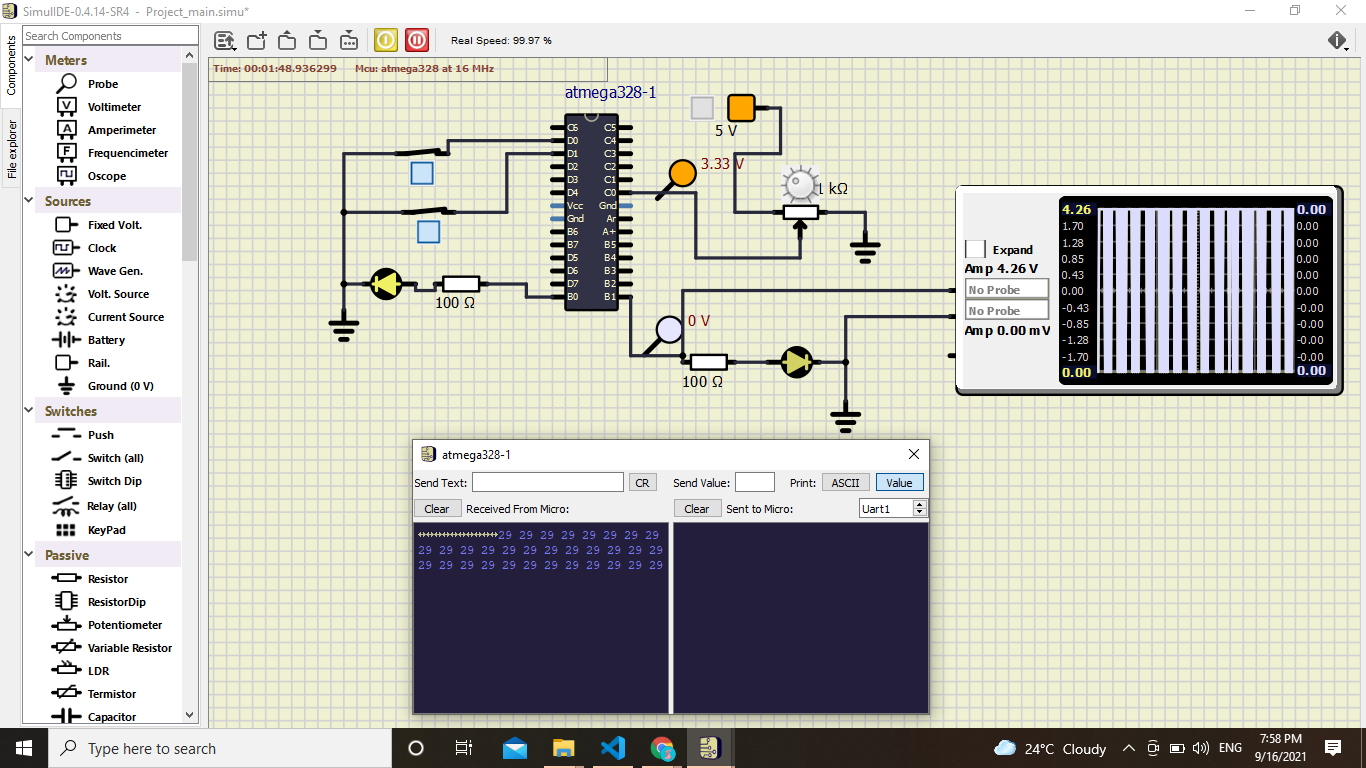 SimulIDE-0.4.14-SR4 - Project_main.simu*
Components
File explorer
Search Components
Meters
Probe
Voltimeter
Amperimeter
Frequencimeter
Oscope
Sources
Fixed Volt.
Clock
Wave Gen.
Volt. Source
Current Source
Battery
Rail.
Ground (0 V)
Switches
Push
Switch (all)
Switch Dip
Relay (all)
KeyPad
Passive
Resistor
ResistorDip
Potentiometer
Variable Resistor
LDR
Termistor
Capacitor
Real Speed: 99.97 %
Time: 00:01:48.936299 Mcu: atmega328 at 16 MHz
atmega328-1
C6 C5
D0 C4
D1 C3
D2 C2
D3 C1
D4 C0
Vcc Gnd
Gnd Ar
B6 A+
B7 B5
D5 B4
D6 B3
D7 B2
B0 B1
5 V
3.33 V
1 kΩ
100 Ω
0 V
100 Ω
Expand
Amp 4.26 V
No Probe
No Probe
Amp 0.00 mV
4.26 0.00
1.70 0.00
1.28 0.00
0.85 0.00
0.43 0.00
0.00 0.00
-0.43 -0.00
-0.85 -0.00
-1.28 -0.00
-1.70 -0.00
0.00 0.00
atmega328-1
Send Text: CR Send Value: Print: ASCII Value
Clear Received From Micro: Clear Sent to Micro: Uart1
29 29 29 29 29 29 29 29
29 29 29 29 29 29 29 29 29 29 29 29
29 29 29 29 29 29 29 29 29 29 29 29
Type here to search
24°C Cloudy
ENG
7:58 PM
9/16/2021